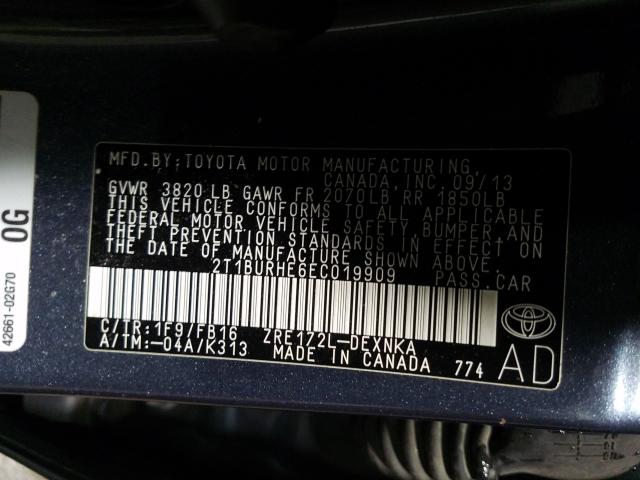 MFD.BY:TOYOTA MOTOR MANUFACTURING,
CANADA, INC. 09/13
GVWR 3820 LB GAWR FR 2070LB RR 1850LB
THIS VEHICLE CONFORMS TO ALL APPLICABLE
FEDERAL MOTOR VEHICLE SAFETY BUMPER AND
THEFT PREVENTION STANDARDS IN EFFECT ON
THE DATE OF MANUFACTURE SHOWN ABOVE.
2T1BURHE6EC019909 PASS.CAR
C/TR:1F9/FB16 ZRE172L-DEXNKA
A/TM:-04A/K313 MADE IN CANADA 774
AD
0G
42661-02G70